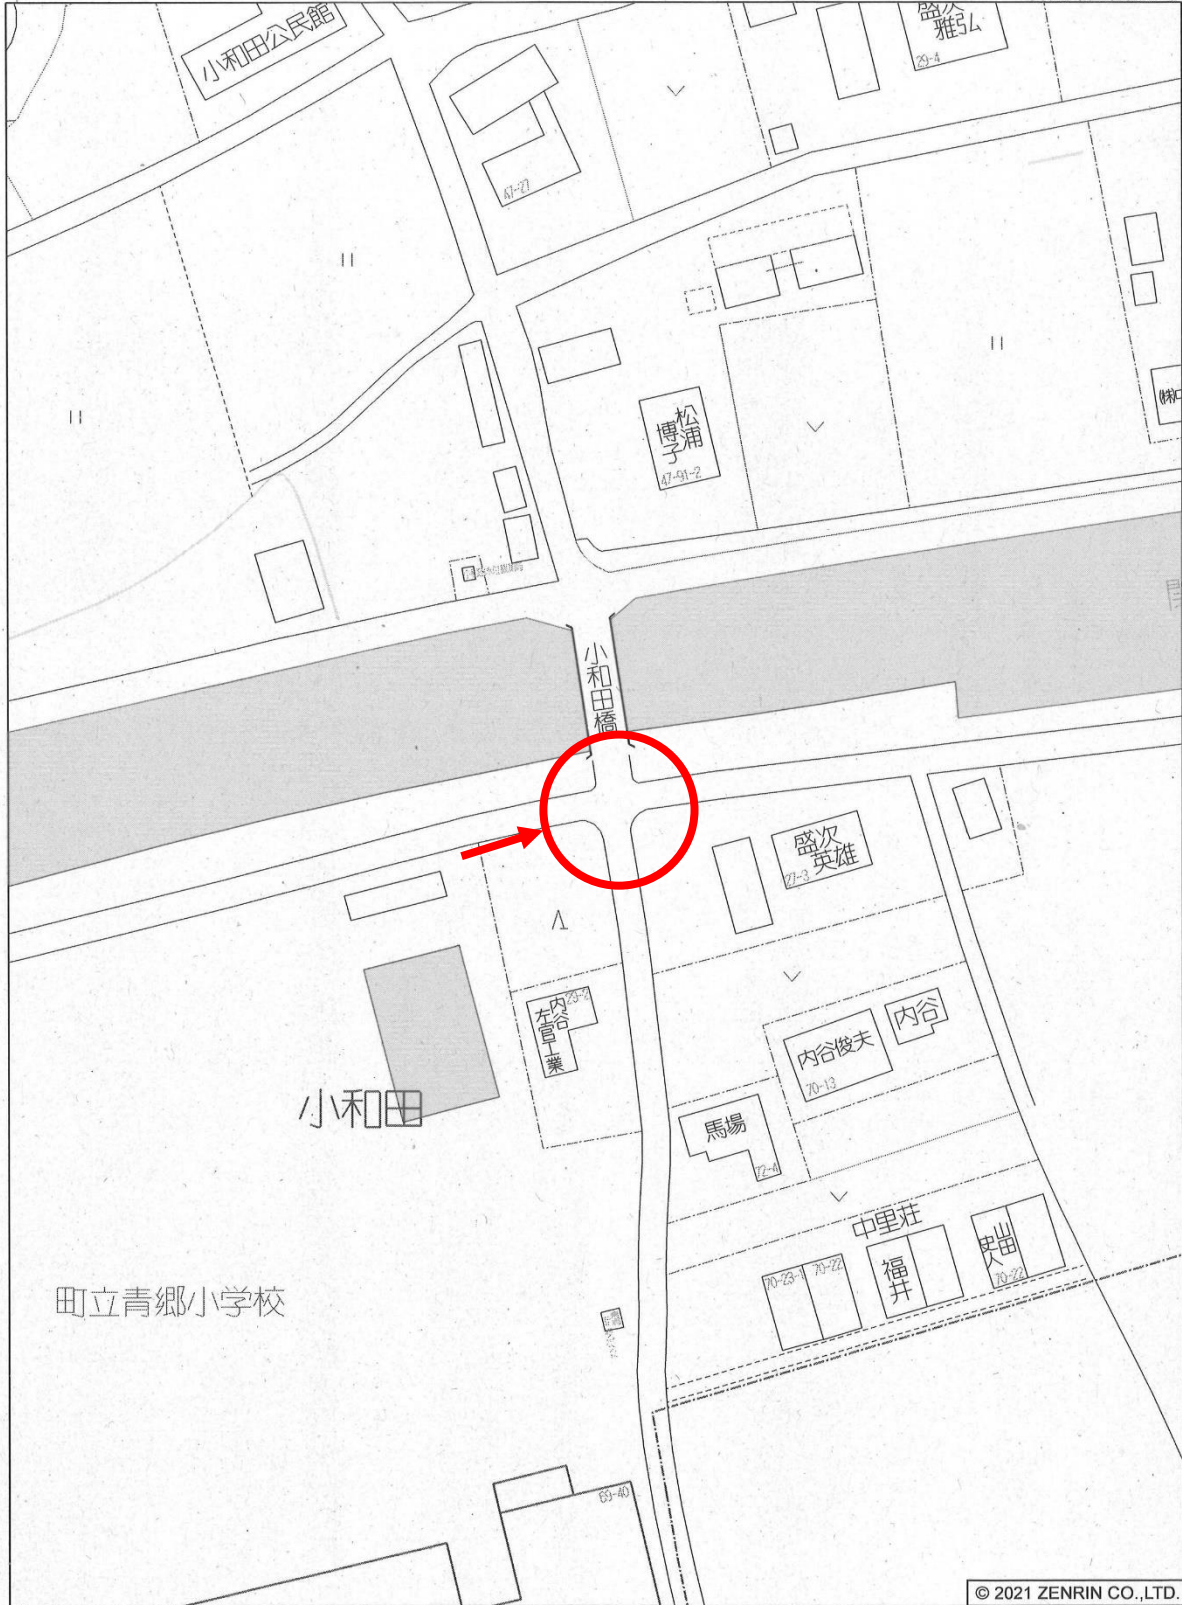 小和田公民館
盛次
雅弘
29-4
47-27
松浦
博子
47-91-2
(株)
小和田橋
盛次
英雄
27-3
内谷
左官工業
29-2
内谷俊夫
70-13
内谷
小和田
馬場
72-4
中里荘
70-23-1
70-22
福井
山田
史人
70-22
町立青郷小学校
69-40
© 2021 ZENRIN CO.,LTD.